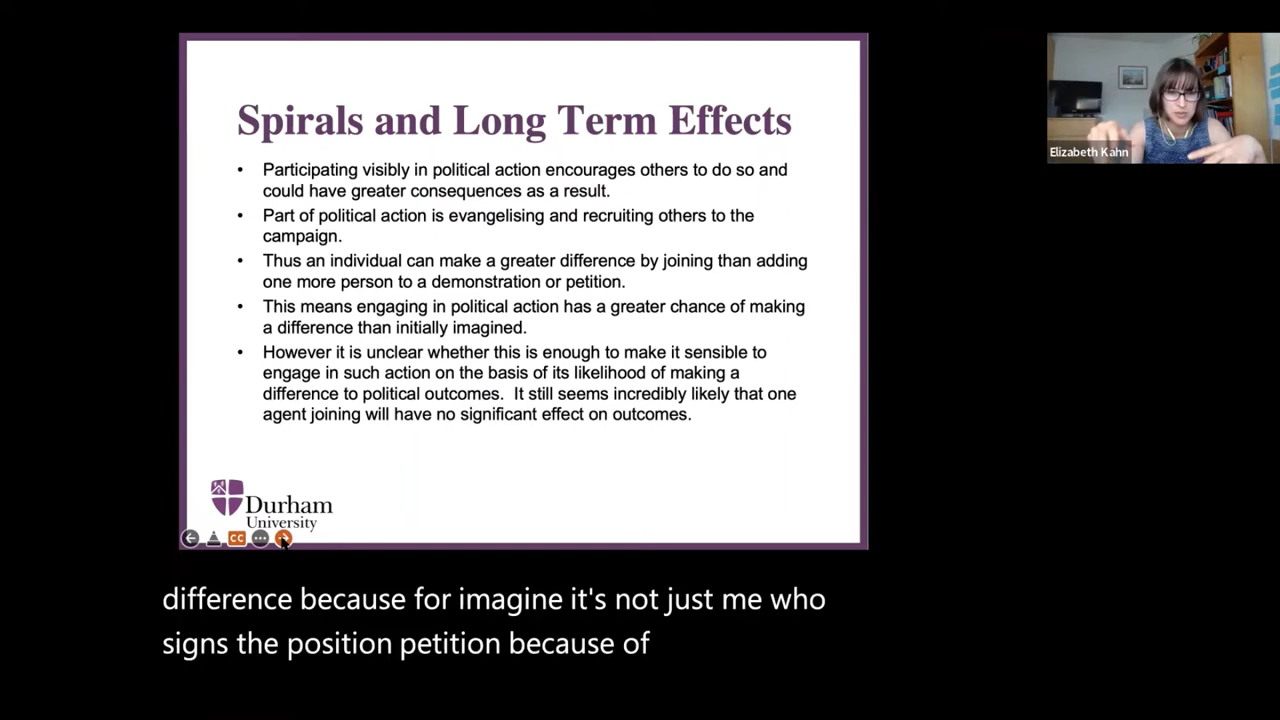 Spirals and Long Term Effects
• Participating visibly in political action encourages others to do so and
could have greater consequences as a result.
• Part of political action is evangelising and recruiting others to the
campaign.
• Thus an individual can make a greater difference by joining than adding
one more person to a demonstration or petition.
• This means engaging in political action has a greater chance of making
a difference than initially imagined.
• However it is unclear whether this is enough to make it sensible to
engage in such action on the basis of its likelihood of making a
difference to political outcomes. It still seems incredibly likely that one
agent joining will have no significant effect on outcomes.
Durham
University
CC
Elizabeth Kahn
difference because for imagine it's not just me who
signs the position petition because of